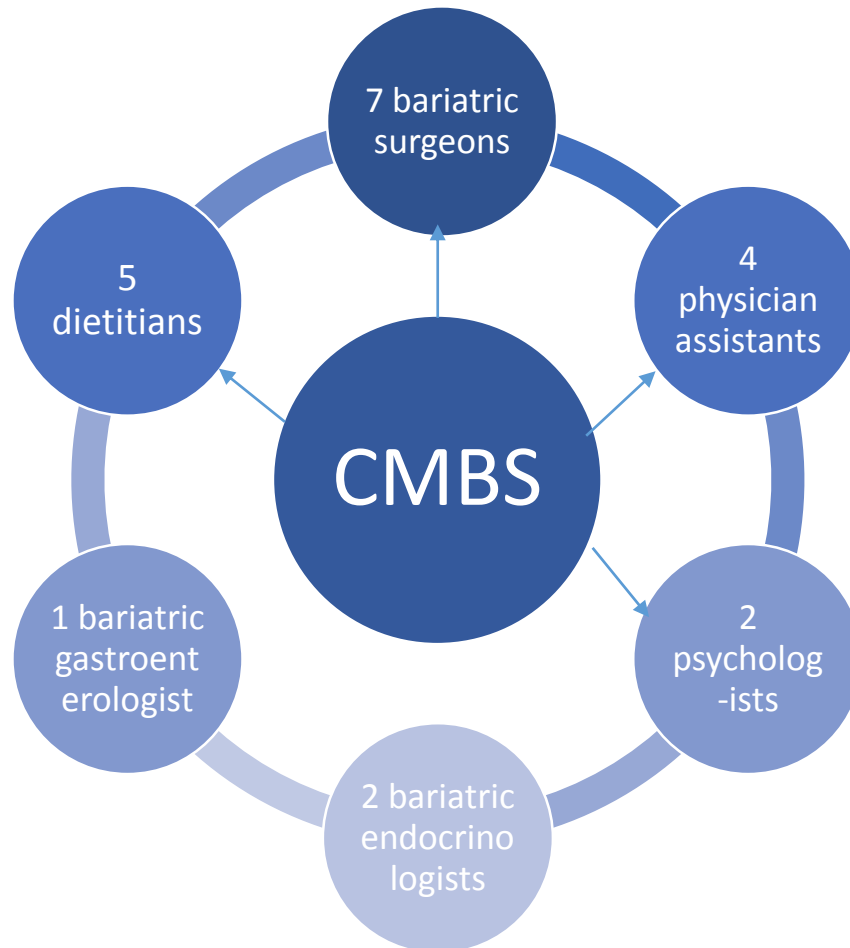 7 bariatric
surgeons
4
physician
assistants
2
psycholog
-ists
2 bariatric
endocrino
logists
1 bariatric
gastroent
erologist
5
dietitians
CMBS